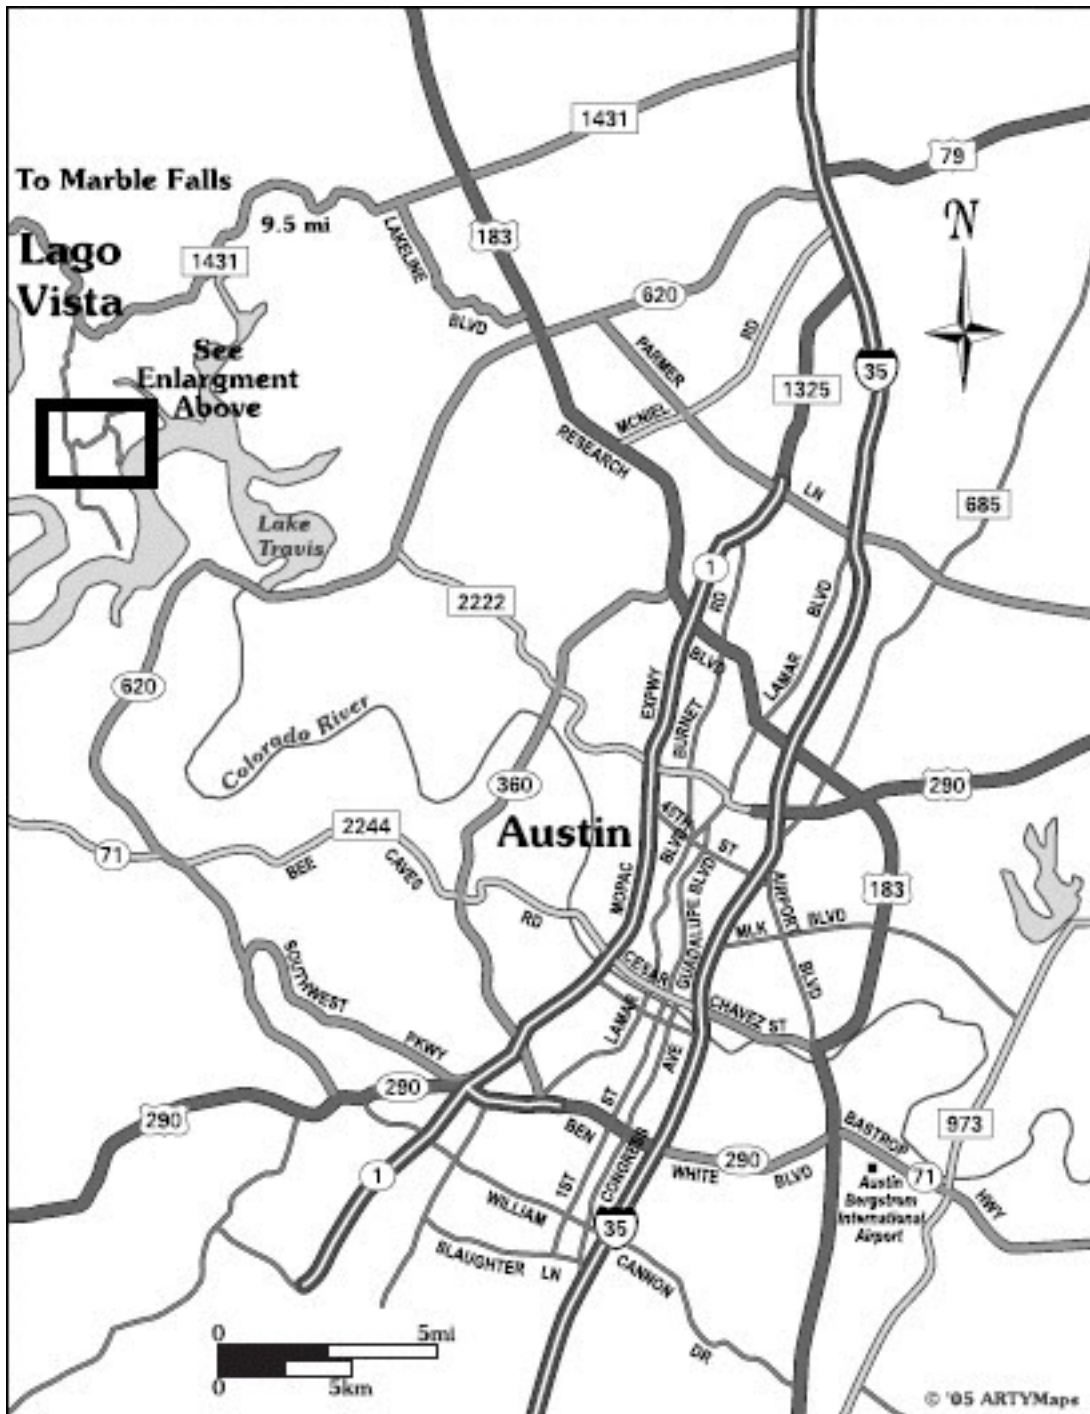 1431
79
To Marble Falls
N
9.5 mi
LAKELINE
183
Lago
Vista
1431
620
BLVD
RD
See
Enlargment
Above
PARMER
35
1325
MCNIEL
RESEARCH
LN
685
Lake
Travis
1
2222
RD
BLVD
BLVD
LAMAR
620
EXPWY
BURNET
Colorado River
360
290
45TH
ST
2244
Austin
BLVD
71
BEE
CAVES
MOPAC
GUADALUPE BLVD
AIRPORT
183
RD
MLK
BLVD
SOUTHWEST
CESAR
CHAVEZ ST
BLVD
LAMAR
PKWY
AVE
290
290
ST
BEN
973
BASTROP
CONGRESS
WHITE
290
BLVD
71
Austin
Bergstrom
International
Airport
HWY
1
1ST
WILLIAM
35
SLAUGHTER
LN
CANNON
DR
0
5mi
0
5km
© '05 ARTYMaps